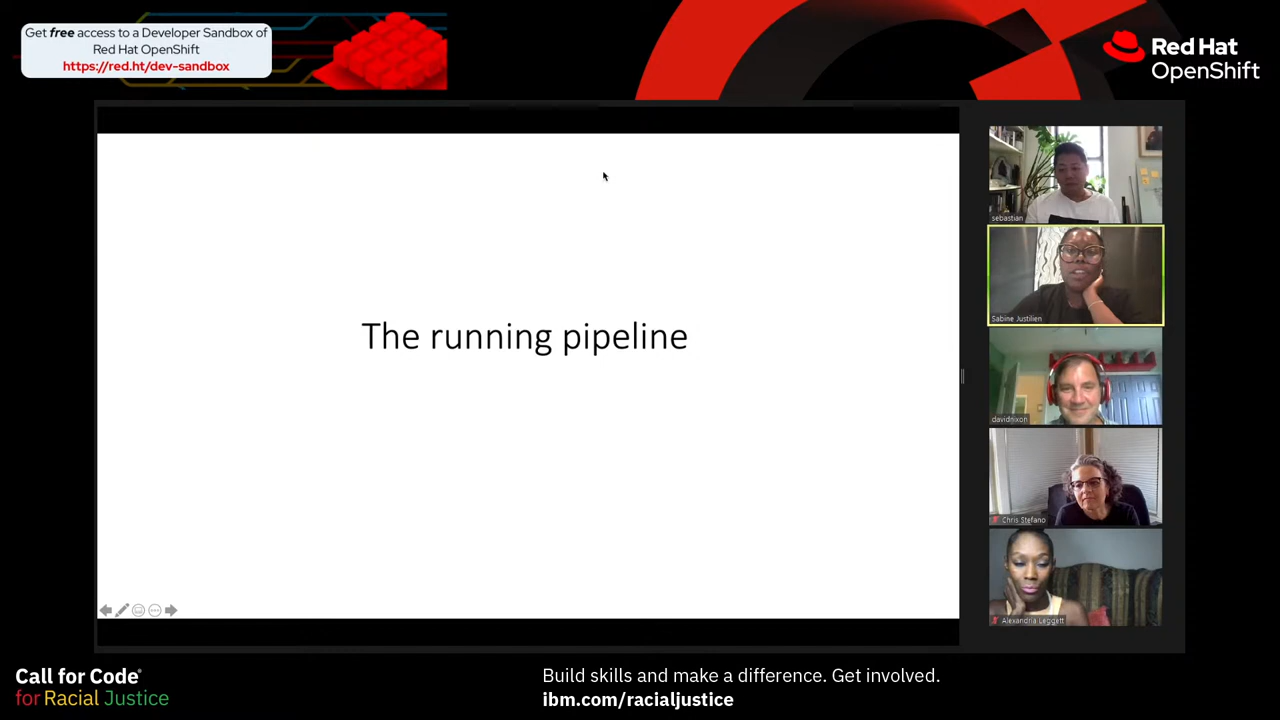 Get free access to a Developer Sandbox of
Red Hat OpenShift
https://red.ht/dev-sandbox
Red Hat
OpenShift
sebastian
Sabine Justilien
The running pipeline
davidnixon
Chris Stefano
Alexandria Leggett
Call for Code®
for Racial Justice
Build skills and make a difference. Get involved.
ibm.com/racialjustice